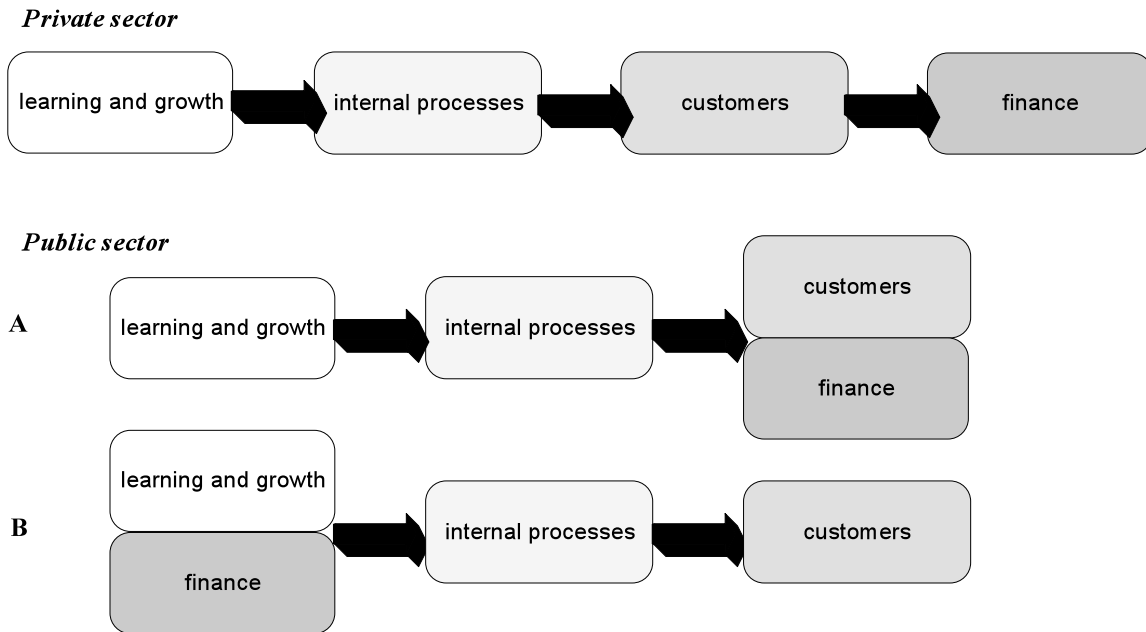 Private sector
learning and growth
internal processes
customers
finance
Public sector
A
learning and growth
internal processes
customers
finance
B
learning and growth
finance
internal processes
customers